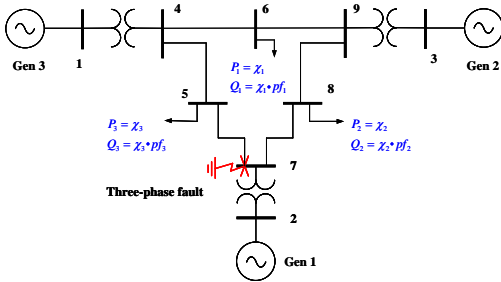 4
6
9
1
3
Gen 3
Gen 2
P₁ = χ₁
Q₁ = χ₁•pf₁
5
8
P₃ = χ₃
Q₃ = χ₃•pf₃
P₂ = χ₂
Q₂ = χ₂•pf₂
7
Three-phase fault
2
Gen 1